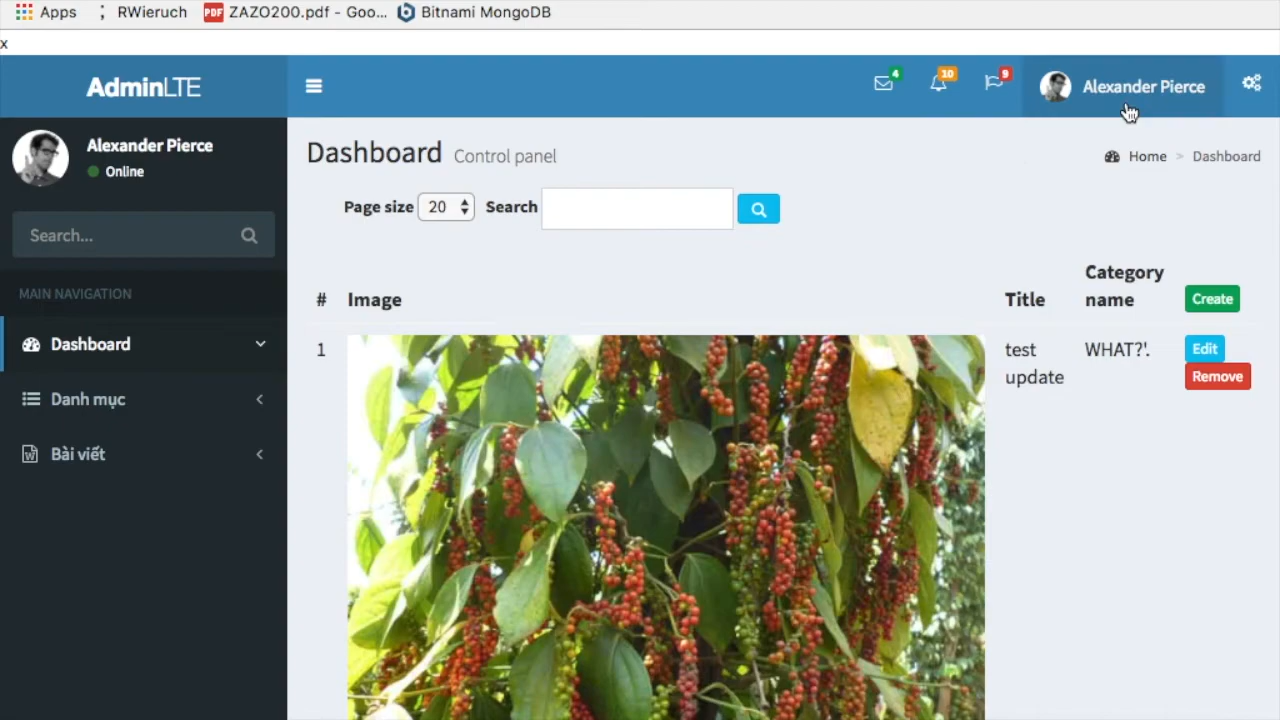 Apps ; RWieruch PDF ZAZO200.pdf - Goo... Bitnami MongoDB
x
AdminLTE 4 10 9 Alexander Pierce
Alexander Pierce
Online
Dashboard Control panel
Home > Dashboard
Page size 20 Search
Search...
MAIN NAVIGATION
Dashboard
Danh mục
Bài viết
# Image Title Category name Create
1 test update WHAT?'. Edit
Remove